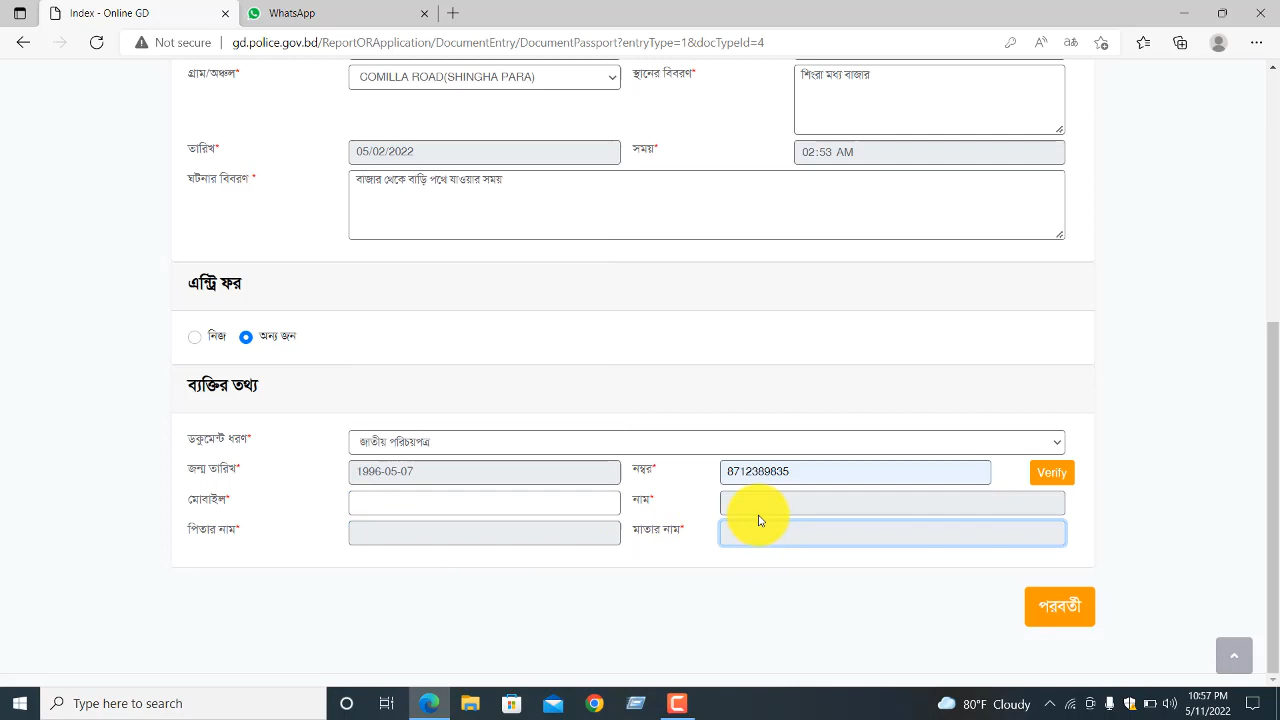 Index - Online GD
WhatsApp
Not secure
gd.police.gov.bd/ReportORApplication/DocumentEntry/DocumentPassport?entryType=1&docTypeId=4
গ্রাম/অঞ্চল*
COMILLA ROAD(SHINGHA PARA)
স্থানের বিবরণ*
শিংরা মধ্য বাজার
তারিখ*
05/02/2022
সময়*
02:53 AM
ঘটনার বিবরণ *
বাজার থেকে বাড়ি পথে যাওয়ার সময়
এন্ট্রি ফর
নিজ
অন্য জন
ব্যক্তির তথ্য
ডকুমেন্ট ধরণ*
জাতীয় পরিচয়পত্র
জন্ম তারিখ*
1996-05-07
নম্বর*
8712389835
Verify
মোবাইল*
নাম*
পিতার নাম*
মাতার নাম*
পরবর্তী
Type here to search
80°F Cloudy
10:57 PM
5/11/2022